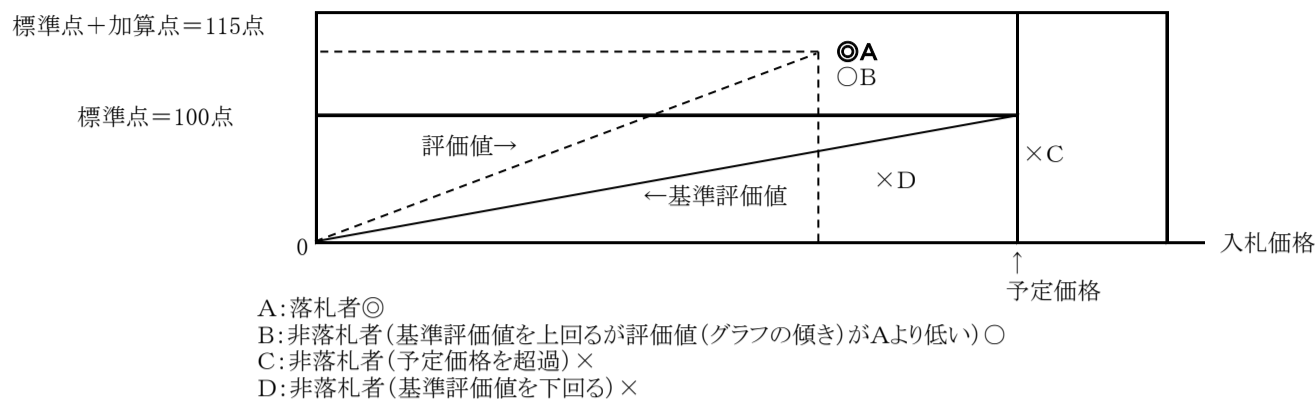 標準点+加算点=115点
◎A
○B
標準点=100点
評価値→
×C
×D
←基準評価値
0
入札価格
↑
予定価格
A:落札者◎
B:非落札者(基準評価値を上回るが評価値(グラフの傾き)がAより低い)○
C:非落札者(予定価格を超過)×
D:非落札者(基準評価値を下回る)×